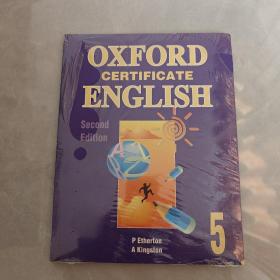 OXFORD
CERTIFICATE
ENGLISH
Second
Edition
P Etherton
A Kingston
5